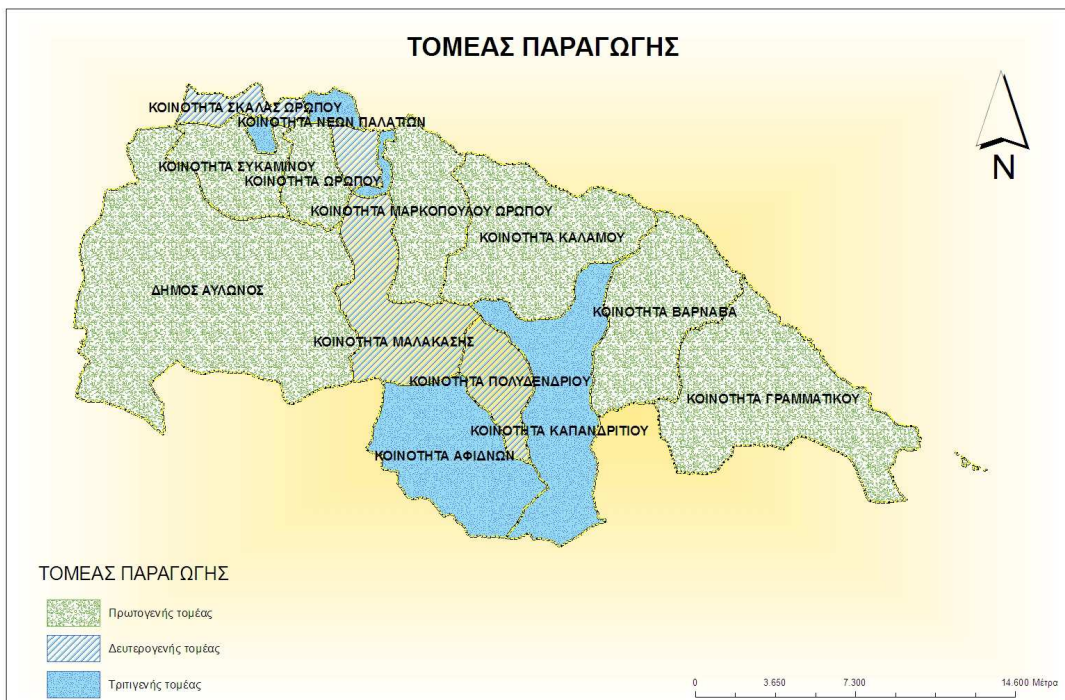 ΤΟΜΕΑΣ ΠΑΡΑΓΩΓΗΣ
ΚΟΙΝΟΤΗΤΑ ΣΚΑΛΑΣ ΩΡΩΠΟΥ
ΚΟΙΝΟΤΗΤΑ ΝΕΩΝ ΠΑΛΑΤΙΩΝ
ΚΟΙΝΟΤΗΤΑ ΣΥΚΑΜΙΝΟΥ
ΚΟΙΝΟΤΗΤΑ ΩΡΩΠΟΥ
ΚΟΙΝΟΤΗΤΑ ΜΑΡΚΟΠΟΥΛΟΥ ΩΡΩΠΟΥ
ΚΟΙΝΟΤΗΤΑ ΚΑΛΑΜΟΥ
ΔΗΜΟΣ ΑΥΛΩΝΟΣ
ΚΟΙΝΟΤΗΤΑ ΒΑΡΝΑΒΑ
ΚΟΙΝΟΤΗΤΑ ΜΑΛΑΚΑΣΗΣ
ΚΟΙΝΟΤΗΤΑ ΠΟΛΥΔΕΝΔΡΙΟΥ
ΚΟΙΝΟΤΗΤΑ ΓΡΑΜΜΑΤΙΚΟΥ
ΚΟΙΝΟΤΗΤΑ ΚΑΠΑΝΔΡΙΤΙΟΥ
ΚΟΙΝΟΤΗΤΑ ΑΦΙΔΝΩΝ
N
ΤΟΜΕΑΣ ΠΑΡΑΓΩΓΗΣ
Πρωτογενής τομέας
Δευτερογενής τομέας
Τριτιγενής τομέας
0 3.650 7.300 14.600 Μέτρα